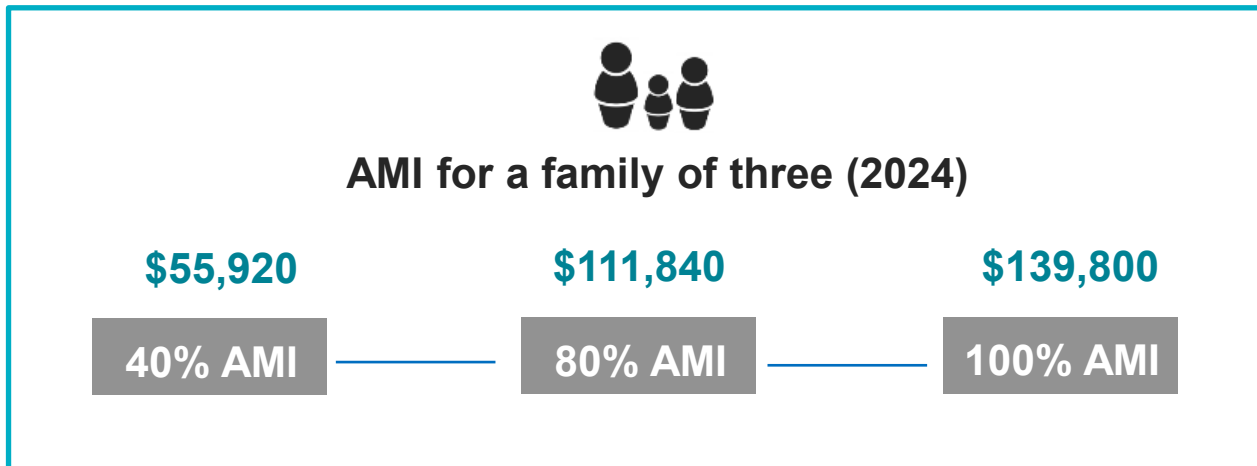 AMI for a family of three (2024)
$55,920 $111,840 $139,800
40% AMI 80% AMI 100% AMI